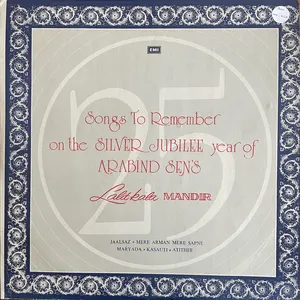 EMI
25
Songs To Remember
on the SILVER JUBILEE year of
ARABIND SEN'S
Lalitkala MANDIR
JAALSAZ • MERE ARMAN MERE SAPNE
MARYADA • KASAUTI • ATITHEE